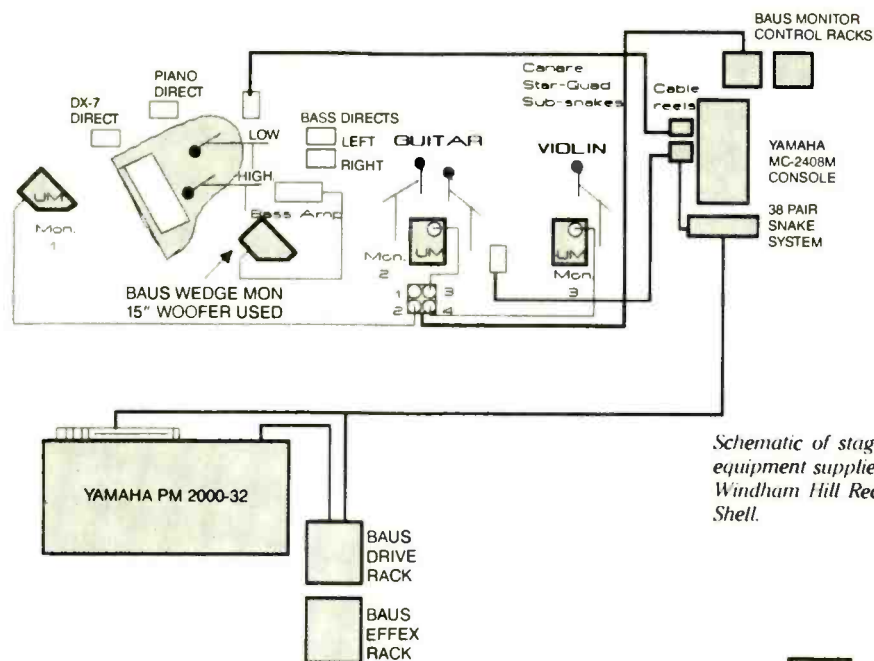 BAUS MONITOR
CONTROL RACKS
PIANO
DIRECT
DX-7
DIRECT
BASS DIRECTS
LEFT
RIGHT
LOW
HIGH
Bass Amp
GUITAR
Canare
Star-Quad
Sub-snakes
VIOLIN
Cable
reels
YAMAHA
MC-2408M
CONSOLE
38 PAIR
SNAKE
SYSTEM
UM
Mon.
1
UM
Mon.
2
UM
Mon.
3
1 3
2 4
BAUS WEDGE MON
15" WOOFER USED
YAMAHA PM 2000-32
BAUS
DRIVE
RACK
BAUS
EFFEX
RACK
Schematic of stag
equipment supplie
Windham Hill Rec
Shell.